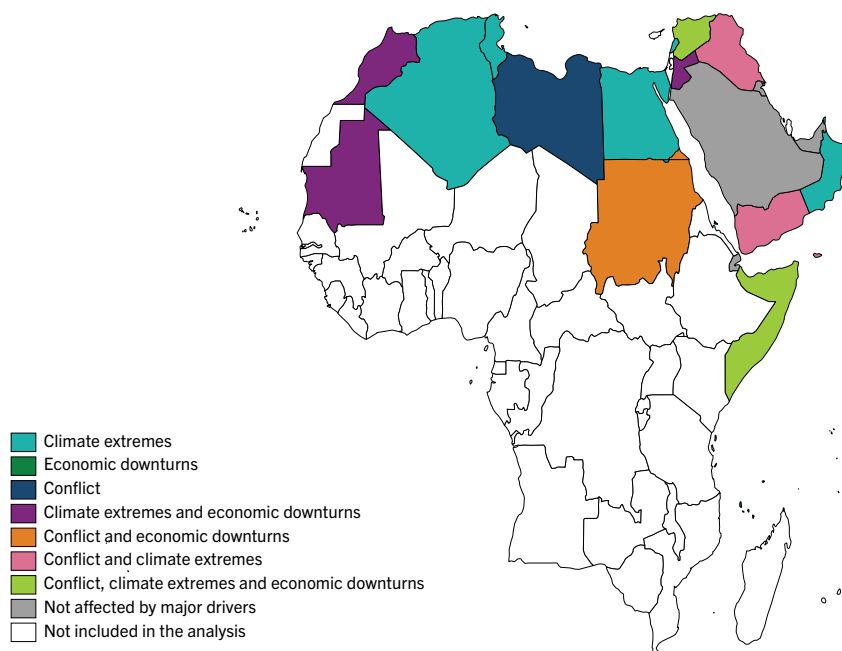 Climate extremes
Economic downturns
Conflict
Climate extremes and economic downturns
Conflict and economic downturns
Conflict and climate extremes
Conflict, climate extremes and economic downturns
Not affected by major drivers
Not included in the analysis